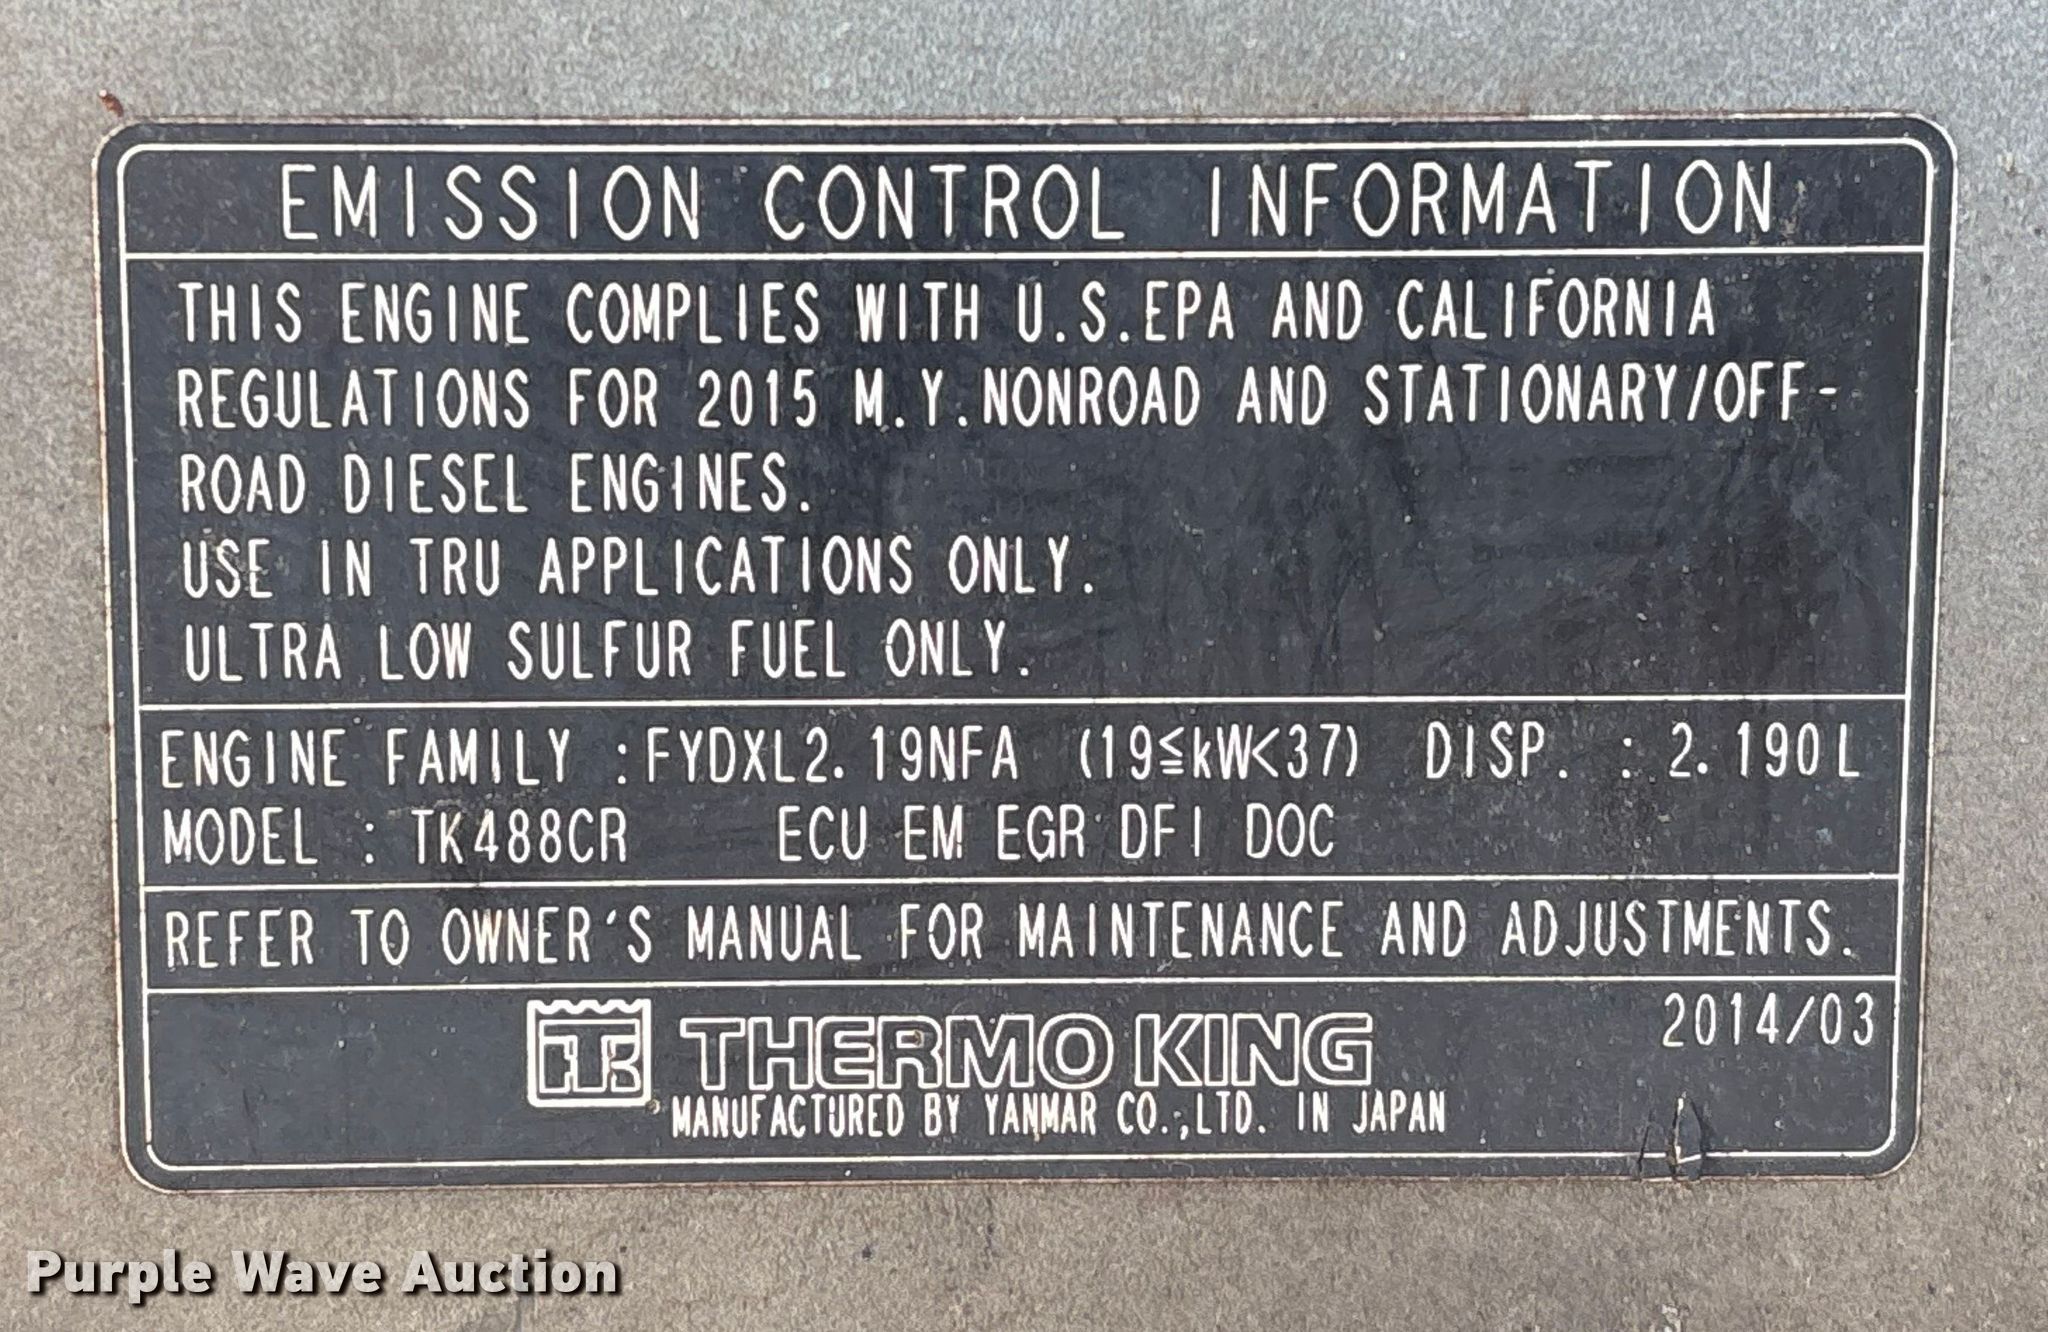 EMISSION CONTROL INFORMATION
THIS ENGINE COMPLIES WITH U.S.EPA AND CALIFORNIA
REGULATIONS FOR 2015 M.Y.NONROAD AND STATIONARY/OFF-
ROAD DIESEL ENGINES.
USE IN TRU APPLICATIONS ONLY.
ULTRA LOW SULFUR FUEL ONLY.
ENGINE FAMILY :FYDXL2.19NFA (19≦kW<37) DISP. : 2.190L
MODEL : TK488CR ECU EM EGR DFI DOC
REFER TO OWNER'S MANUAL FOR MAINTENANCE AND ADJUSTMENTS.
2014/03
TK THERMO KING
MANUFACTURED BY YANMAR CO.,LTD. IN JAPAN
Purple Wave Auction